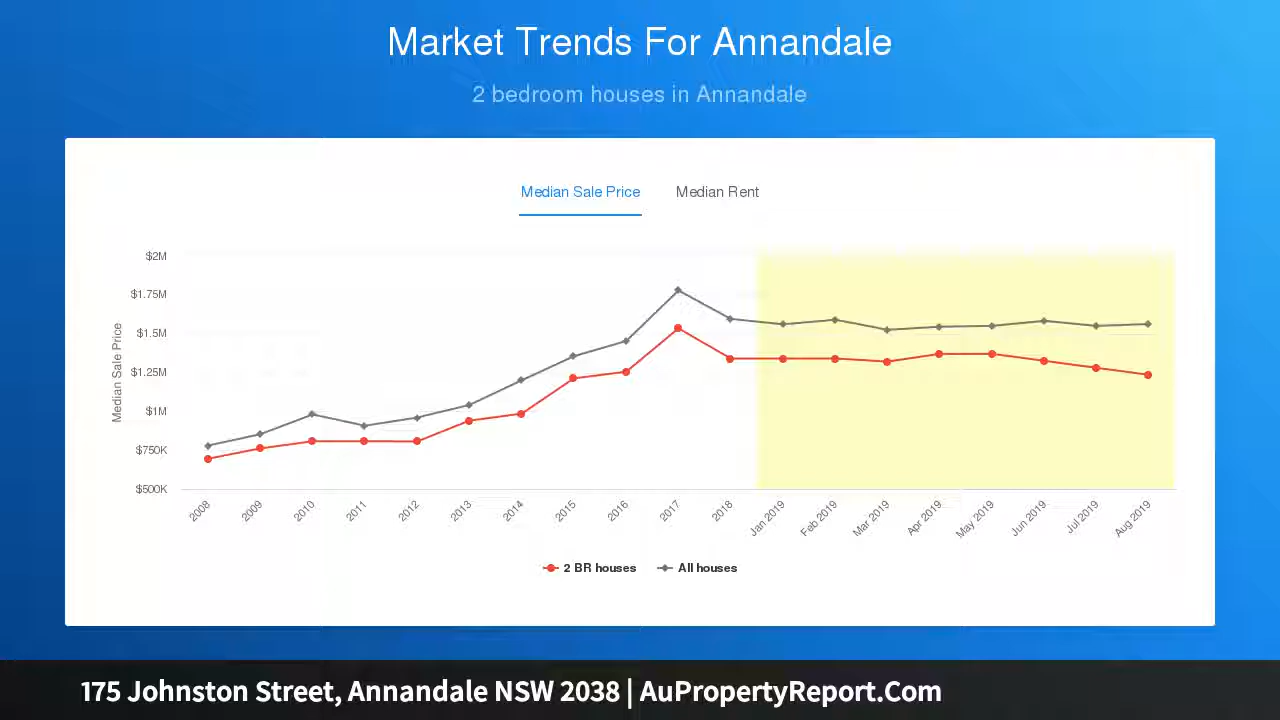 Market Trends For Annandale
2 bedroom houses in Annandale
Median Sale Price Median Rent
Median Sale Price
$2M
$1.75M
$1.5M
$1.25M
$1M
$750K
$500K
2008 2009 2010 2011 2012 2013 2014 2015 2016 2017 2018 Jan 2019 Feb 2019 Mar 2019 Apr 2019 May 2019 Jun 2019 Jul 2019 Aug 2019
2 BR houses All houses
175 Johnston Street, Annandale NSW 2038 | AuPropertyReport.Com